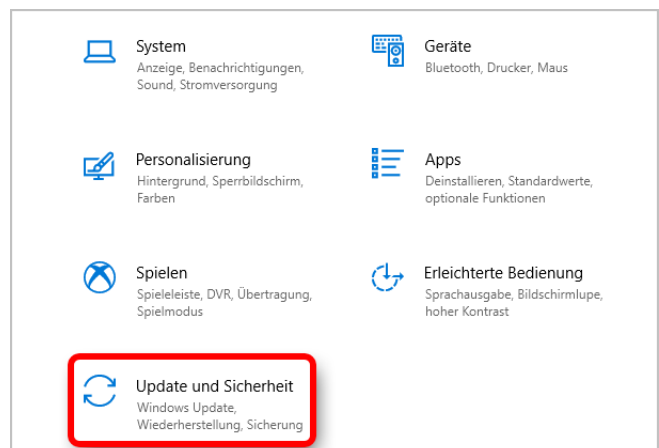 System
Anzeige, Benachrichtigungen,
Sound, Stromversorgung
Geräte
Bluetooth, Drucker, Maus
Personalisierung
Hintergrund, Sperrbildschirm,
Farben
Apps
Deinstallieren, Standardwerte,
optionale Funktionen
Spielen
Spieleleiste, DVR, Übertragung,
Spielmodus
Erleichterte Bedienung
Sprachausgabe, Bildschirmlupe,
hoher Kontrast
Update und Sicherheit
Windows Update,
Wiederherstellung, Sicherung